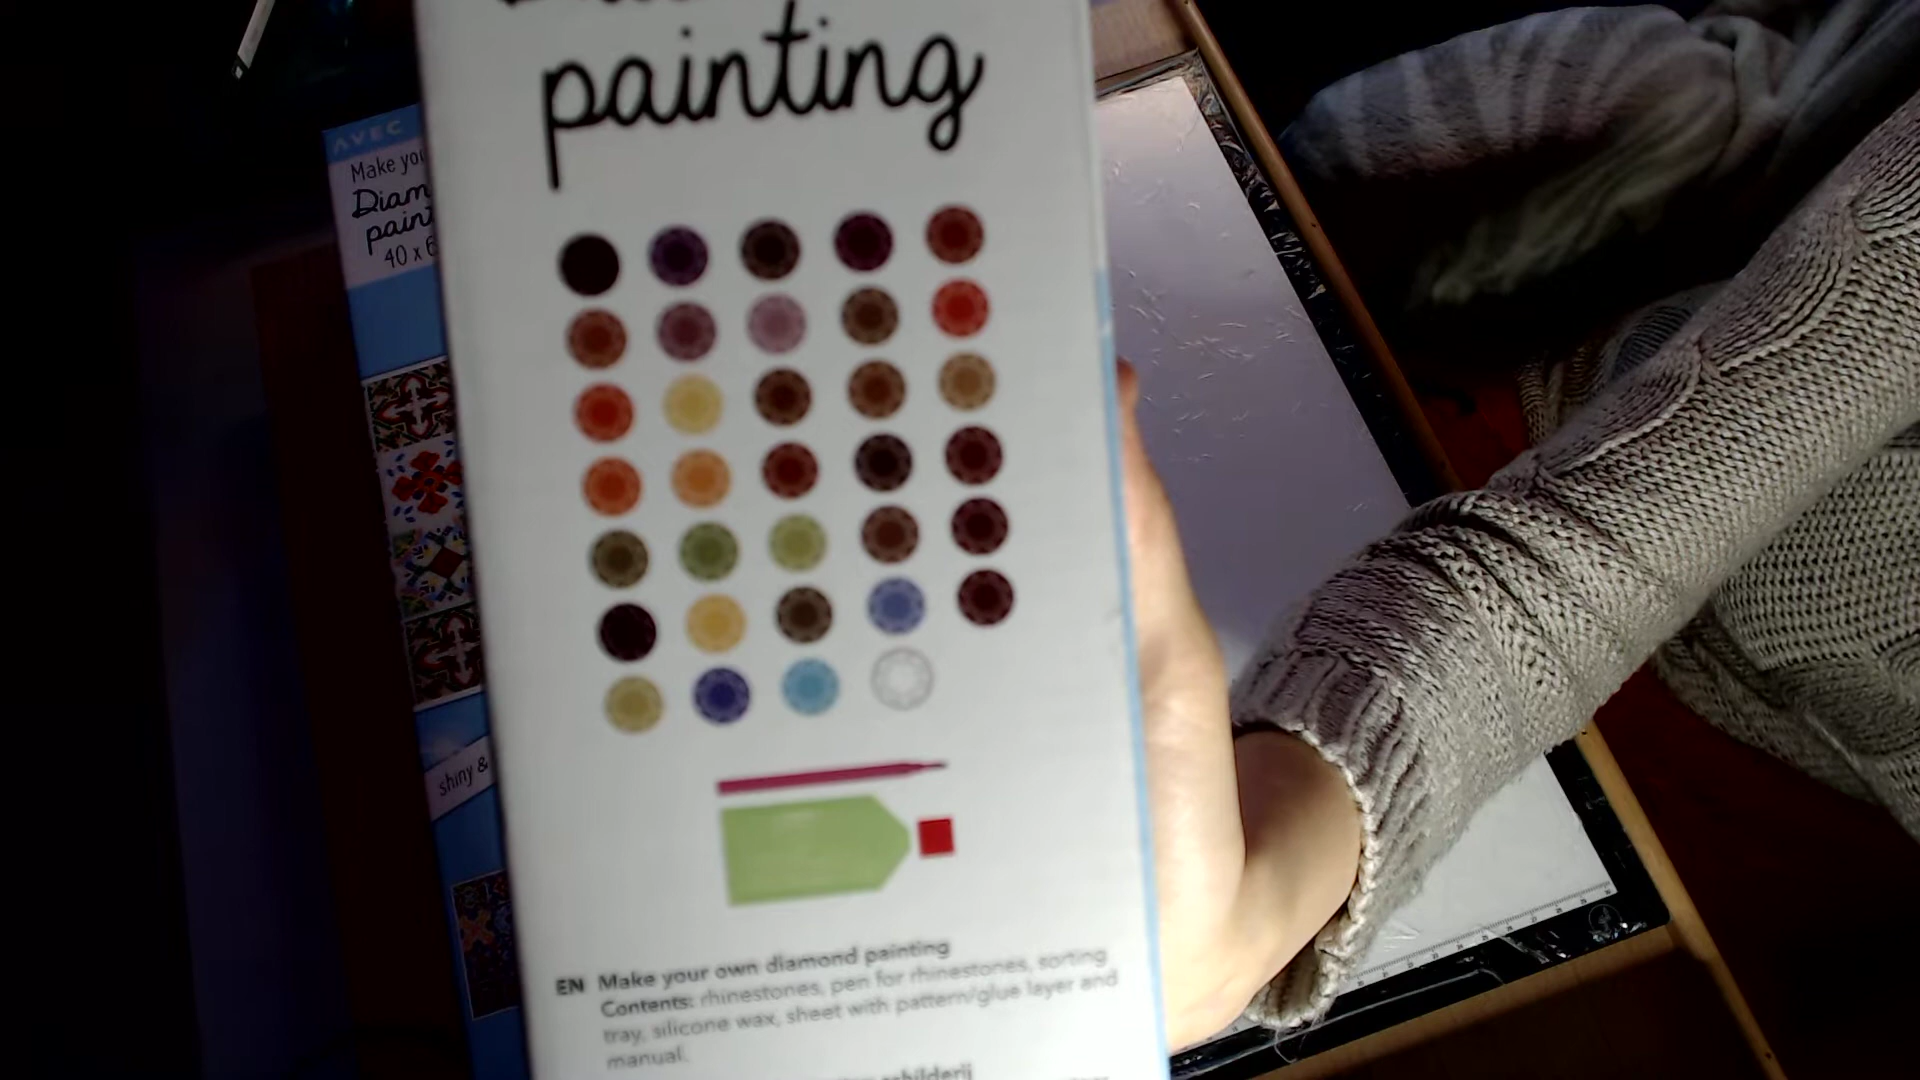 painting
AVEC
Make you
Diam
paint
40 x 6
shiny &
EN Make your own diamond painting
Contents: rhinestones, pen for rhinestones, sorting
tray, silicone wax, sheet with pattern/glue layer and
manual.
schilderij